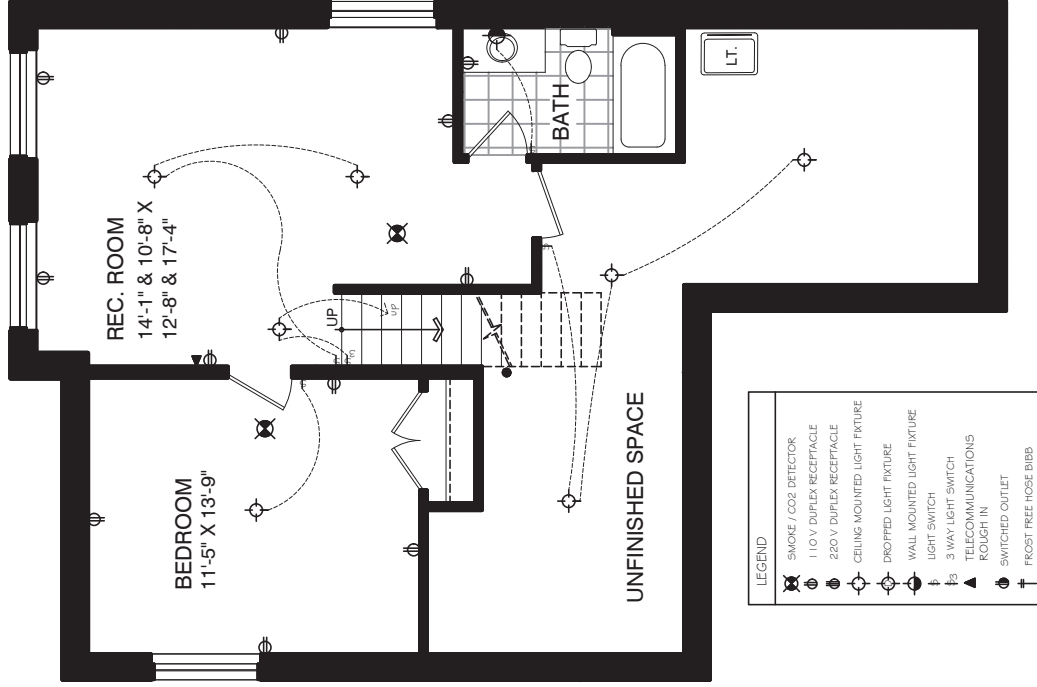 REC. ROOM
14'-1" & 10'-8" X
12'-8" & 17'-4"
BATH
LT.
UP
UP
BEDROOM
11'-5" X 13'-9"
UNFINISHED SPACE
LEGEND
SMOKE / CO2 DETECTOR
110 V DUPLEX RECEPTACLE
220 V DUPLEX RECEPTACLE
CEILING MOUNTED LIGHT FIXTURE
DROPPED LIGHT FIXTURE
WALL MOUNTED LIGHT FIXTURE
$ LIGHT SWITCH
$3 3 WAY LIGHT SWITCH
TELECOMMUNICATIONS
ROUGH IN
SWITCHED OUTLET
FROST FREE HOSE BIBB